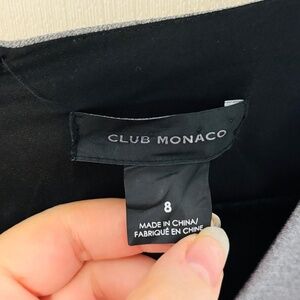 CLUB MONACO
8
MADE IN CHINA/
FABRIQUÉ EN CHINE